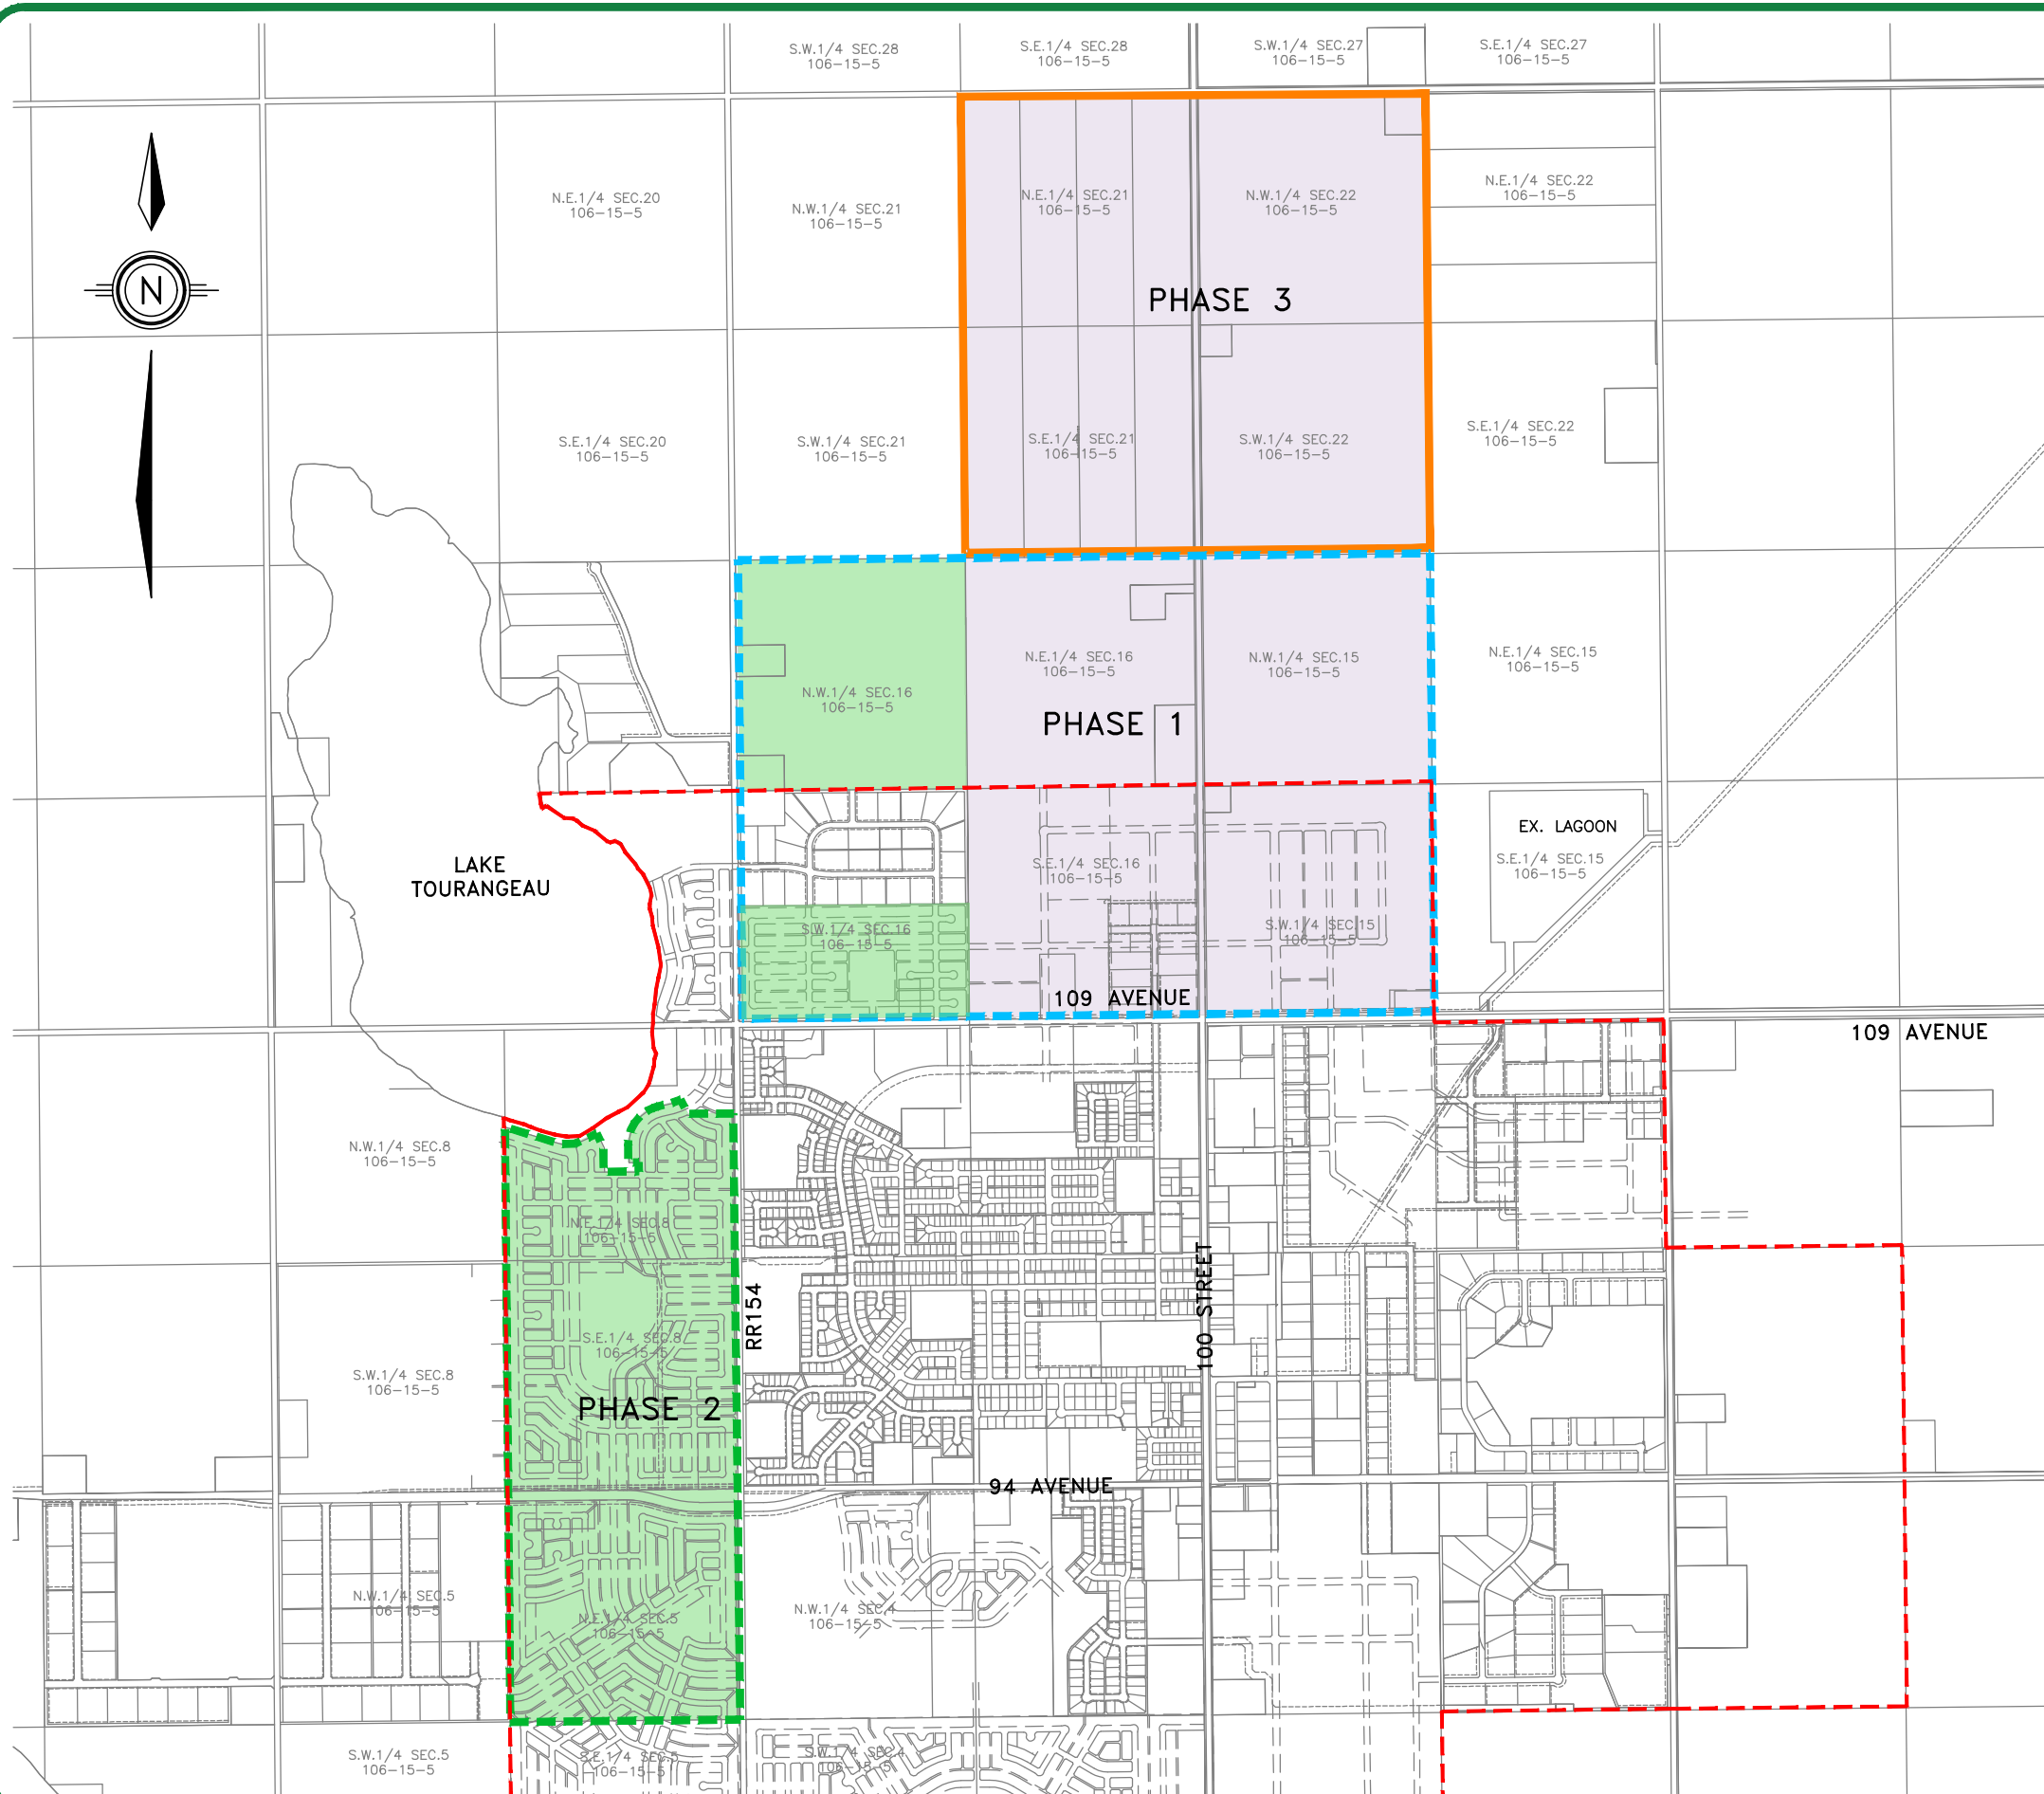 S.W.1/4 SEC.28
106-15-5
S.E.1/4 SEC.28
106-15-5
S.W.1/4 SEC.27
106-15-5
S.E.1/4 SEC.27
106-15-5
N.E.1/4 SEC.20
106-15-5
N.W.1/4 SEC.21
106-15-5
N.E.1/4 SEC.21
106-15-5
N.W.1/4 SEC.22
106-15-5
N.E.1/4 SEC.22
106-15-5
N
PHASE 3
S.E.1/4 SEC.20
106-15-5
S.W.1/4 SEC.21
106-15-5
S.E.1/4 SEC.21
106-15-5
S.W.1/4 SEC.22
106-15-5
S.E.1/4 SEC.22
106-15-5
N.W.1/4 SEC.16
106-15-5
N.E.1/4 SEC.16
106-15-5
N.W.1/4 SEC.15
106-15-5
N.E.1/4 SEC.15
106-15-5
PHASE 1
EX. LAGOON
S.E.1/4 SEC.15
106-15-5
LAKE
TOURANGEAU
S.E.1/4 SEC.16
106-15-5
S.W.1/4 SEC.16
106-15-5
S.W.1/4 SEC.15
106-15-5
109 AVENUE
109 AVENUE
N.W.1/4 SEC.8
106-15-5
N.E.1/4 SEC.8
106-15-5
S.E.1/4 SEC.8
106-15-5
RR154
100 STREET
S.W.1/4 SEC.8
106-15-5
PHASE 2
94 AVENUE
N.W.1/4 SEC.5
106-15-5
N.E.1/4 SEC.5
106-15-5
N.W.1/4 SEC.4
106-15-5
S.W.1/4 SEC.5
106-15-5
S.E.1/4 SEC.5
106-15-5
S.W.1/4 SEC.4
106-15-5